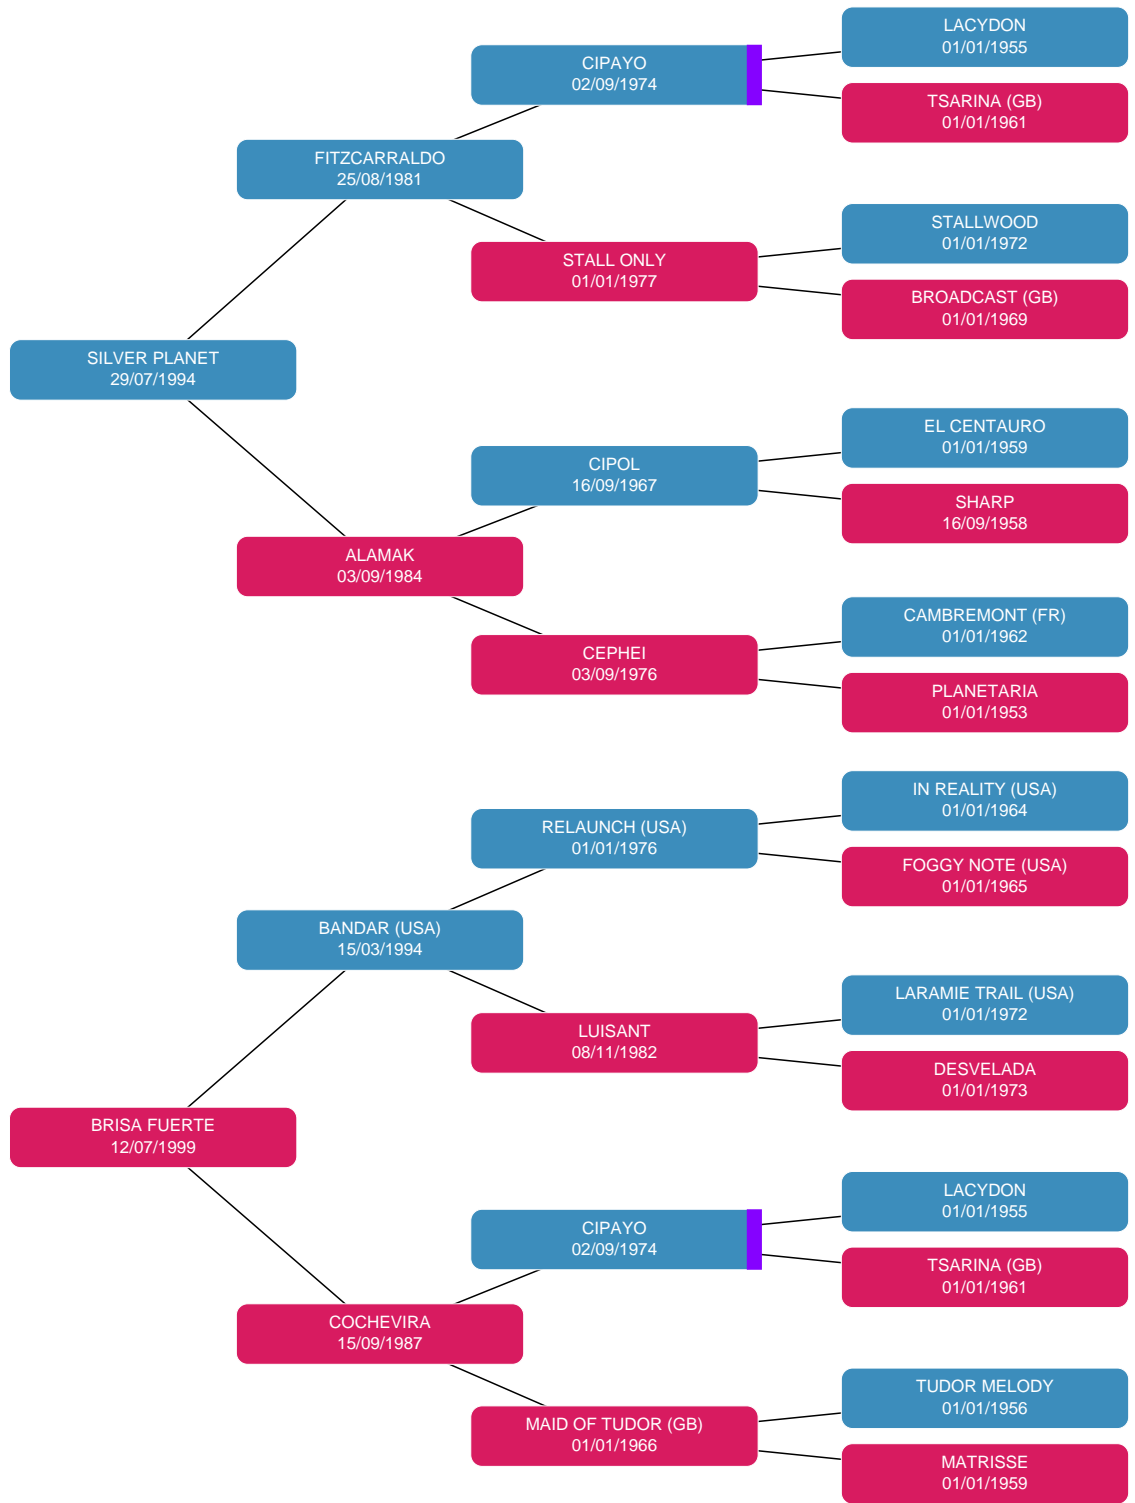 LACYDON
01/01/1955
CIPAYO
02/09/1974
TSARINA (GB)
01/01/1961
FITZCARRALDO
25/08/1981
STALLWOOD
01/01/1972
STALL ONLY
01/01/1977
BROADCAST (GB)
01/01/1969
SILVER PLANET
29/07/1994
EL CENTAURO
01/01/1959
CIPOL
16/09/1967
SHARP
16/09/1958
ALAMAK
03/09/1984
CAMBREMONT (FR)
01/01/1962
CEPHEI
03/09/1976
PLANETARIA
01/01/1953
IN REALITY (USA)
01/01/1964
RELAUNCH (USA)
01/01/1976
FOGGY NOTE (USA)
01/01/1965
BANDAR (USA)
15/03/1994
LARAMIE TRAIL (USA)
01/01/1972
LUISANT
08/11/1982
DESVELADA
01/01/1973
BRISA FUERTE
12/07/1999
LACYDON
01/01/1955
CIPAYO
02/09/1974
TSARINA (GB)
01/01/1961
COCHEVIRA
15/09/1987
TUDOR MELODY
01/01/1956
MAID OF TUDOR (GB)
01/01/1966
MATRISSE
01/01/1959